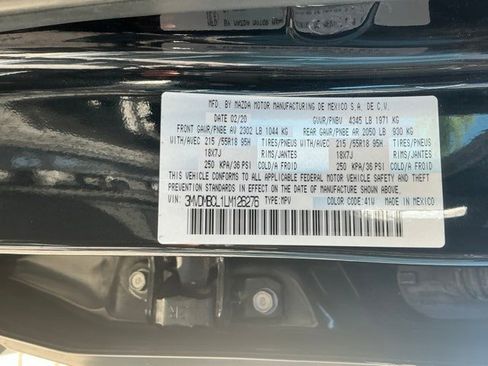 MFD. BY MAZDA MOTOR MANUFACTURING DE MEXICO S.A. DE C.V.
DATE 02/20 GVWR/PNBV 4345 LB 1971 KG
FRONT GAWR/PNBE AV 2302 LB 1044 KG REAR GAWR/PNBE AR 2050 LB 930 KG
WITH/AVEC 215/55R18 95H TIRES/PNEUS WITH/AVEC 215/55R18 95H TIRES/PNEUS
18X7J RIMS/JANTES 18X7J RIMS/JANTES
250 KPA/36 PSI COLD/A FROID 250 KPA/36 PSI COLD/A FROID
THIS VEHICLE CONFORMS TO ALL APPLICABLE FEDERAL MOTOR VEHICLE
SAFETY STANDARDS IN EFFECT ON THE DATE OF MANUFACTURE SHOWN
ABOVE.
VIN: 3MVDMBCL1LM126276 TYPE:MPV COLOR CODE:41W MADE IN MEXICO